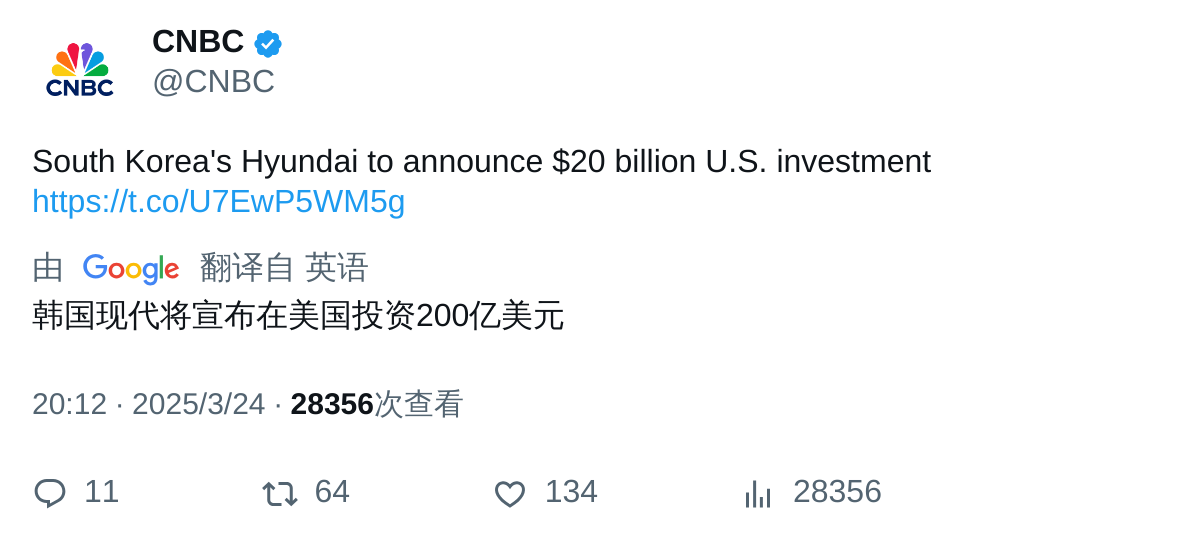 CNBC
CNBC
@CNBC
South Korea's Hyundai to announce $20 billion U.S. investment
https://t.co/U7EwP5WM5g
由 Google 翻译自 英语
韩国现代将宣布在美国投资200亿美元
20:12 · 2025/3/24 · 28356次查看
11 64 134 28356